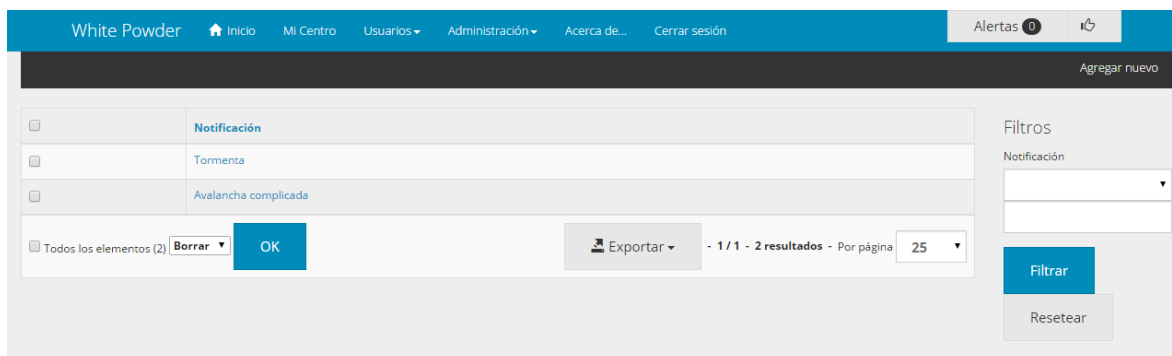 White Powder Inicio Mi Centro Usuarios Administración Acerca de... Cerrar sesión Alertas 0
Agregar nuevo
Notificación
Tormenta
Avalancha complicada
Todos los elementos (2) Borrar OK Exportar - 1 / 1 - 2 resultados - Por página 25
Filtros
Notificación
Filtrar
Resetear